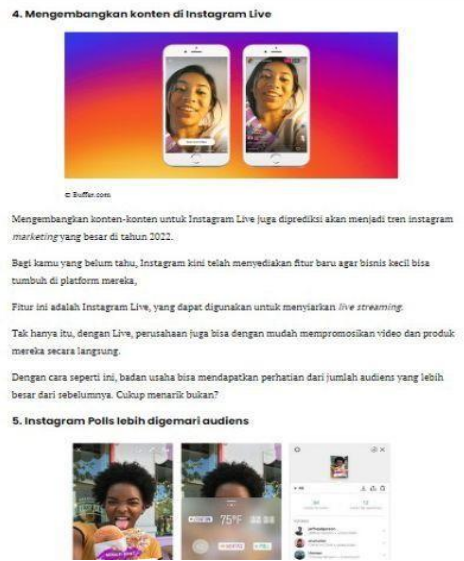 4. Mengembangkan konten di Instagram Live
© Buffer.com
Mengembangkan konten-konten untuk Instagram Live juga diprediksi akan menjadi tren instagram
marketing yang besar di tahun 2022.
Bagi kamu yang belum tahu, Instagram kini telah menyediakan fitur baru agar bisnis kecil bisa
tumbuh di platform mereka,
Fitur ini adalah Instagram Live, yang dapat digunakan untuk menyiarkan live streaming.
Tak hanya itu, dengan Live, perusahaan juga bisa dengan mudah mempromosikan video dan produk
mereka secara langsung.
Dengan cara seperti ini, badan usaha bisa mendapatkan perhatian dari jumlah audiens yang lebih
besar dari sebelumnya. Cukup menarik bukan?
5. Instagram Polls lebih digemari audiens
75°F